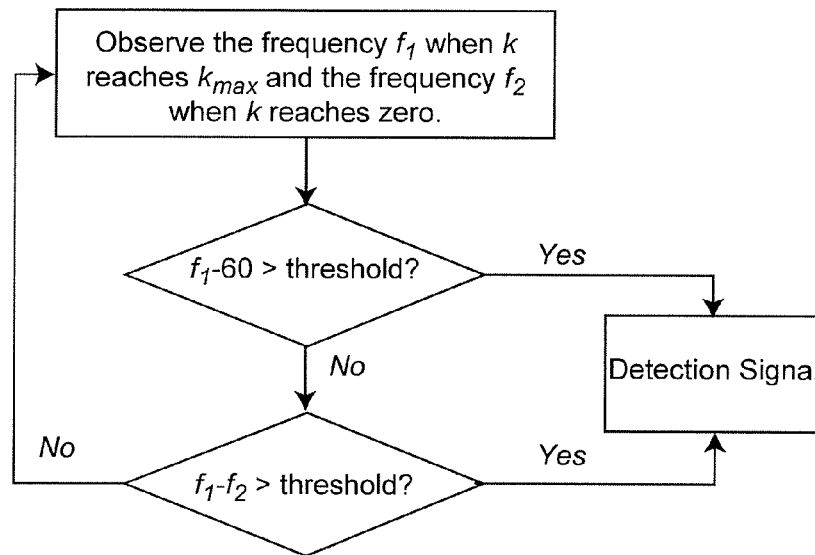 Observe the frequency f₁ when k
reaches kₘₐₓ and the frequency f₂
when k reaches zero.
f₁-60 > threshold?
Yes
Detection Signa
No
f₁-f₂ > threshold?
Yes
No